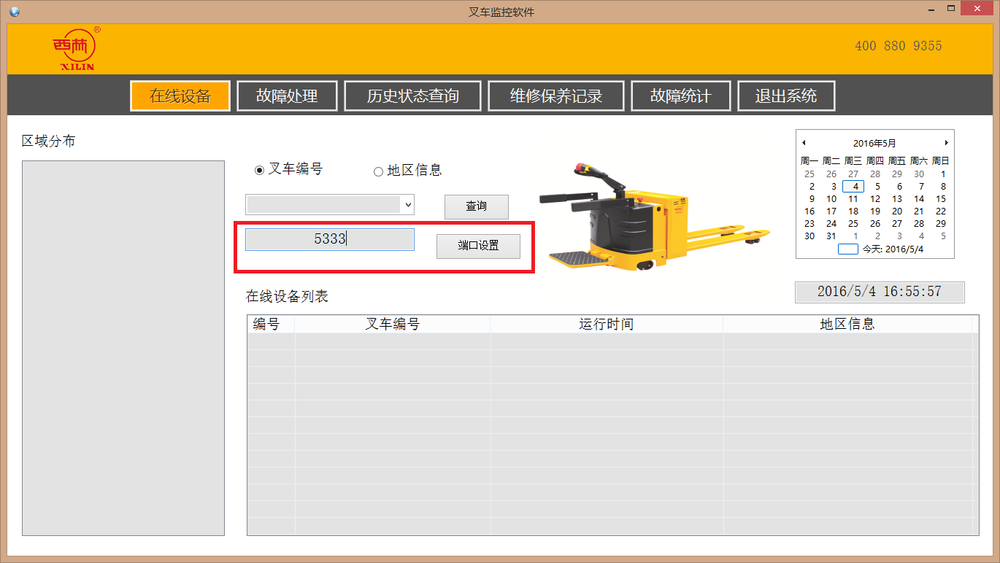 叉车监控软件
西林®
XILIN
400 880 9355
在线设备 故障处理 历史状态查询 维修保养记录 故障统计 退出系统
区域分布
叉车编号 地区信息
查询
5333 端口设置
2016年5月
周一 周二 周三 周四 周五 周六 周日
25 26 27 28 29 30 1
2 3 4 5 6 7 8
9 10 11 12 13 14 15
16 17 18 19 20 21 22
23 24 25 26 27 28 29
30 31 1 2 3 4 5
今天: 2016/5/4
2016/5/4 16:55:57
在线设备列表
编号 叉车编号 运行时间 地区信息